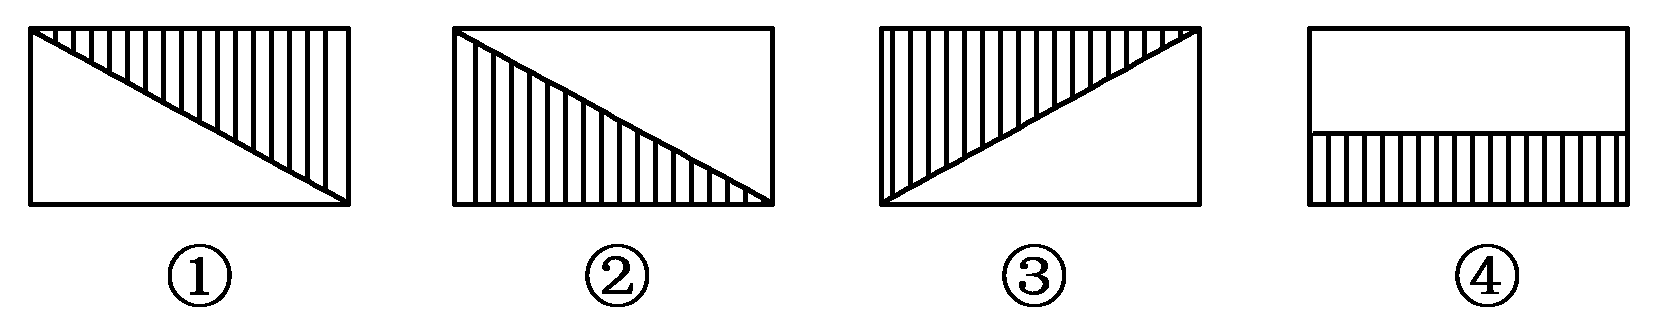 ① ② ③ ④